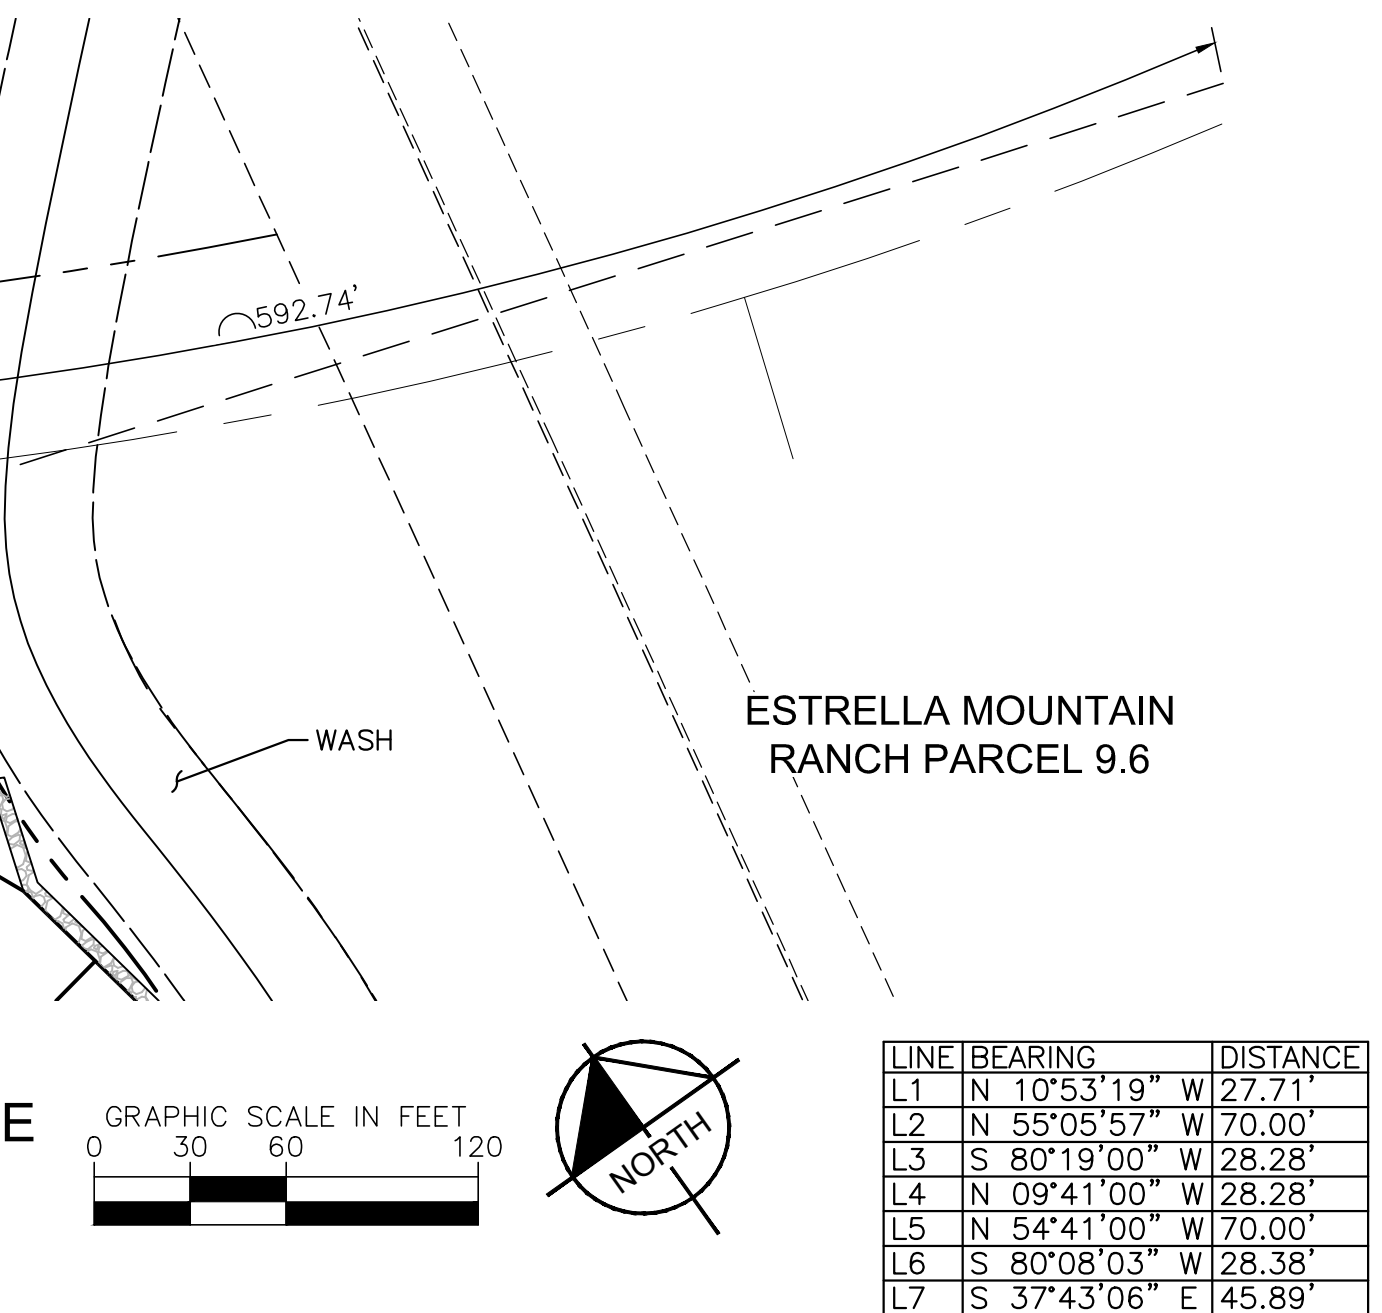 592.74’
WASH
ESTRELLA MOUNTAIN
RANCH PARCEL 9.6
E
GRAPHIC SCALE IN FEET
0 30 60 120
NORTH
LINE BEARING DISTANCE
L1 N 10°53’19” W 27.71’
L2 N 55°05’57” W 70.00’
L3 S 80°19’00” W 28.28’
L4 N 09°41’00” W 28.28’
L5 N 54°41’00” W 70.00’
L6 S 80°08’03” W 28.38’
L7 S 37°43’06” E 45.89’